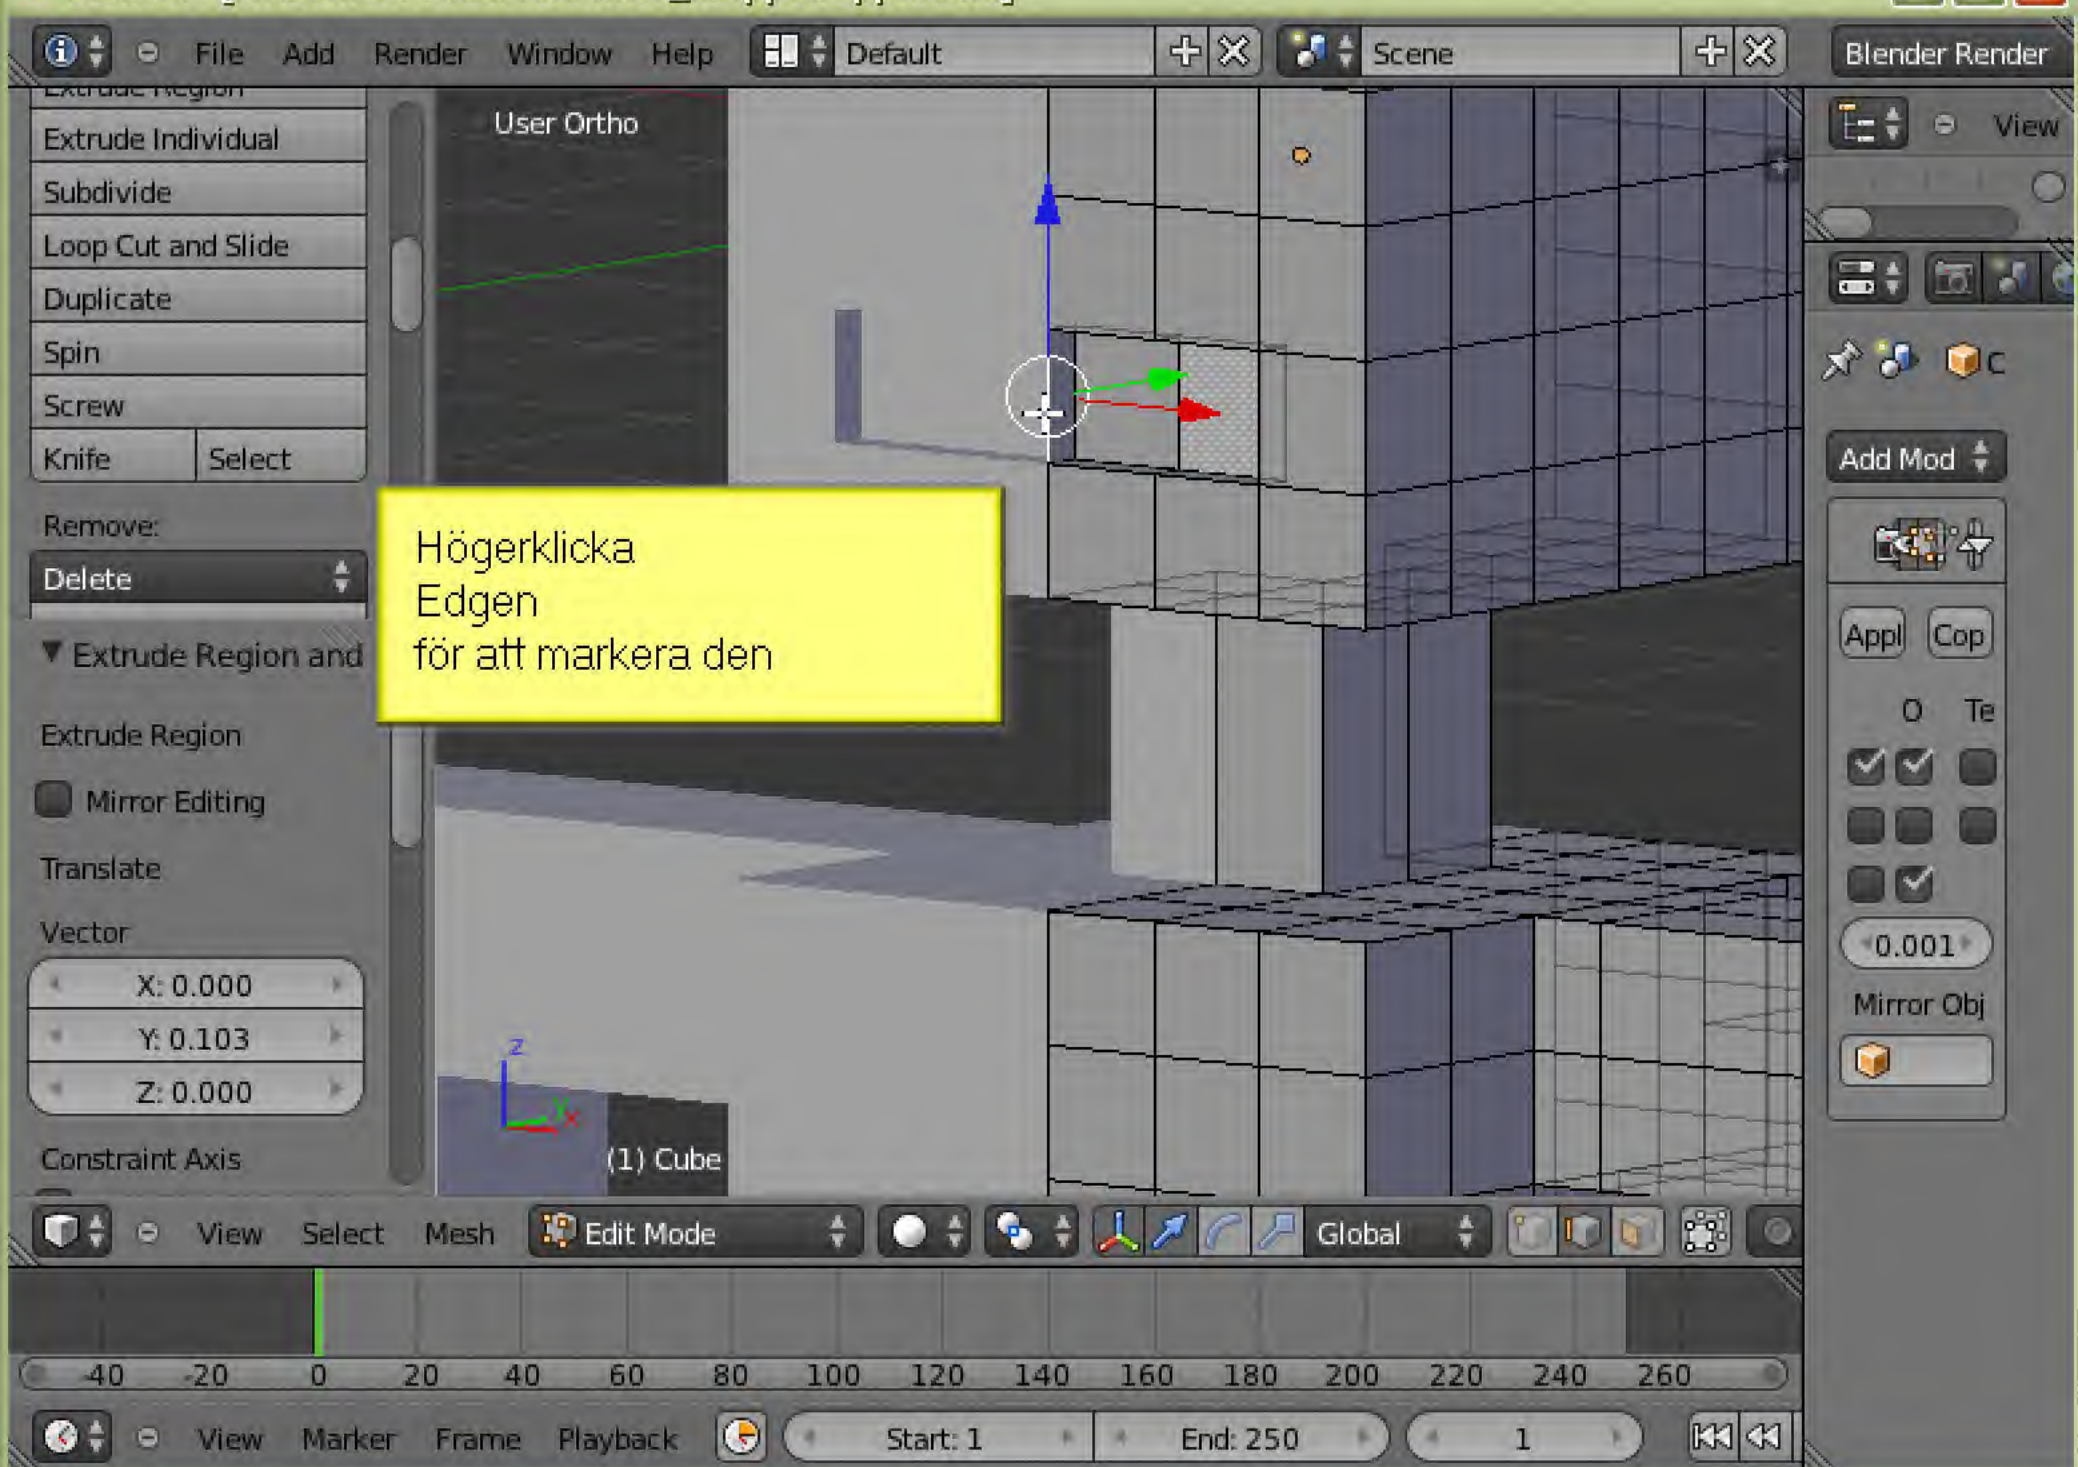 File Add Render Window Help Default Scene Blender Render
Extrude Region
Extrude Individual
Subdivide
Loop Cut and Slide
Duplicate
Spin
Screw
Knife Select
Remove:
Delete
Extrude Region and
Extrude Region
Mirror Editing
Translate
Vector
X: 0.000
Y: 0.103
Z: 0.000
Constraint Axis
User Ortho
Högerklicka
Edgen
för att markera den
z
y x
(1) Cube
View
C
Add Mod
Appl Cop
O Te
0.001
Mirror Obj
View Select Mesh Edit Mode Global
-40 -20 0 20 40 60 80 100 120 140 160 180 200 220 240 260
View Marker Frame Playback Start: 1 End: 250 1